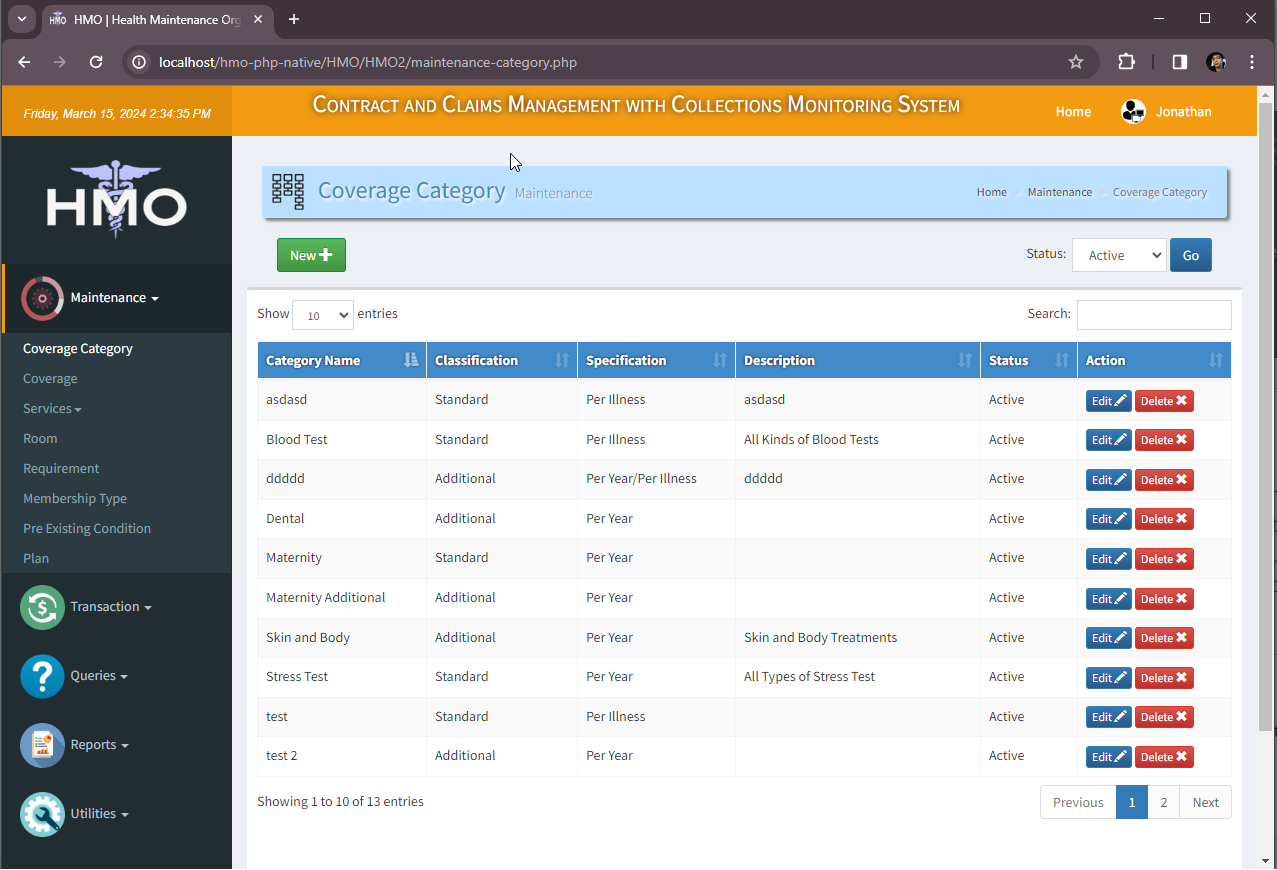 HMO | Health Maintenance Org
localhost/hmo-php-native/HMO/HMO2/maintenance-category.php
Friday, March 15, 2024 2:34:35 PM
Contract and Claims Management with Collections Monitoring System
Home
Jonathan
HMO
Maintenance
Coverage Category
Coverage
Services
Room
Requirement
Membership Type
Pre Existing Condition
Plan
Transaction
Queries
Reports
Utilities
Coverage Category Maintenance
Home > Maintenance > Coverage Category
New
Status: Active Go
Show 10 entries
Search:
Category Name Classification Specification Description Status Action
asdasd Standard Per Illness asdasd Active Edit Delete
Blood Test Standard Per Illness All Kinds of Blood Tests Active Edit Delete
ddddd Additional Per Year/Per Illness ddddd Active Edit Delete
Dental Additional Per Year Active Edit Delete
Maternity Standard Per Year Active Edit Delete
Maternity Additional Additional Per Year Active Edit Delete
Skin and Body Additional Per Year Skin and Body Treatments Active Edit Delete
Stress Test Standard Per Year All Types of Stress Test Active Edit Delete
test Standard Per Illness Active Edit Delete
test 2 Additional Per Year Active Edit Delete
Showing 1 to 10 of 13 entries
Previous 1 2 Next